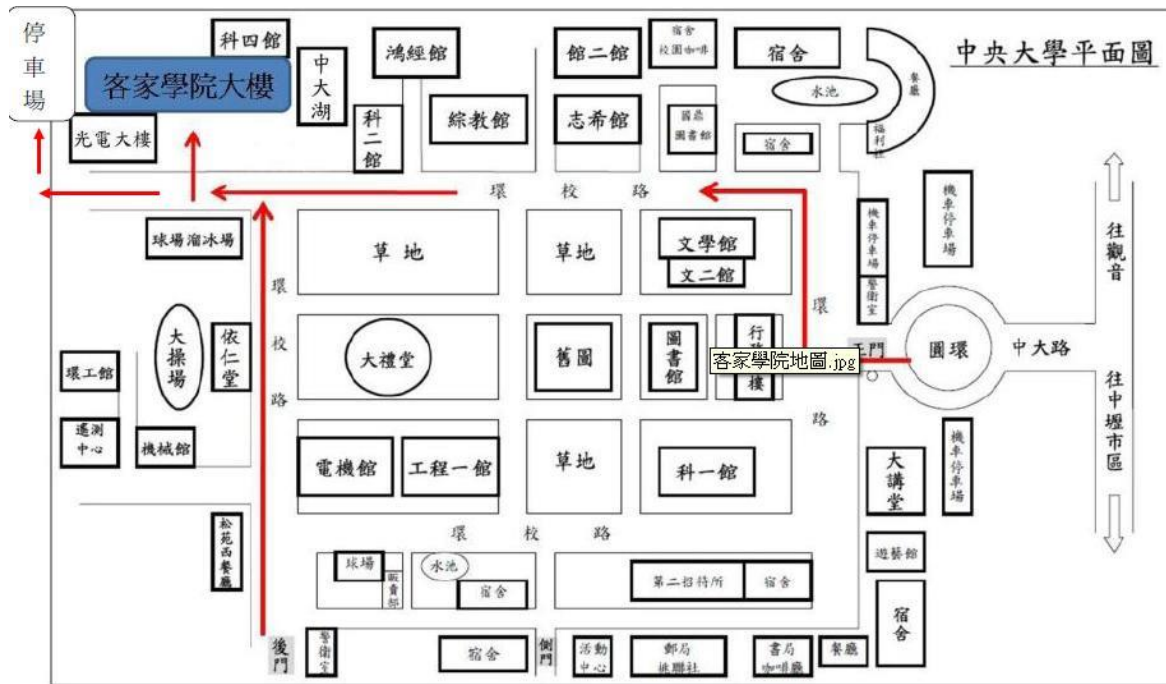 中央大學平面圖
停車場
科四館
客家學院大樓
光電大樓
中大湖
科二館
鴻經館
綜教館
館二館
志希館
宿舍
校園咖啡
國鼎
圖書館
宿舍
水池
宿舍
餐廳
福利社
環校路
球場溜冰場
草地
草地
文學館
文二館
機車停車場
警衛室
機車停車場
往觀音
環校路
大操場
依仁堂
環工館
遙測
中心
機械館
大禮堂
舊圖
圖書館
客家學院地圖.jpg
環
路
圓環
中大路
往中壢市區
電機館
工程一館
草地
科一館
大講堂
機車停車場
環校路
松苑西餐廳
球場
販賣部
水池
宿舍
第二招待所
宿舍
遊藝館
宿舍
後門
警衛室
宿舍
側門
活動
中心
郵局
桃聯社
書局
咖啡廳
餐廳